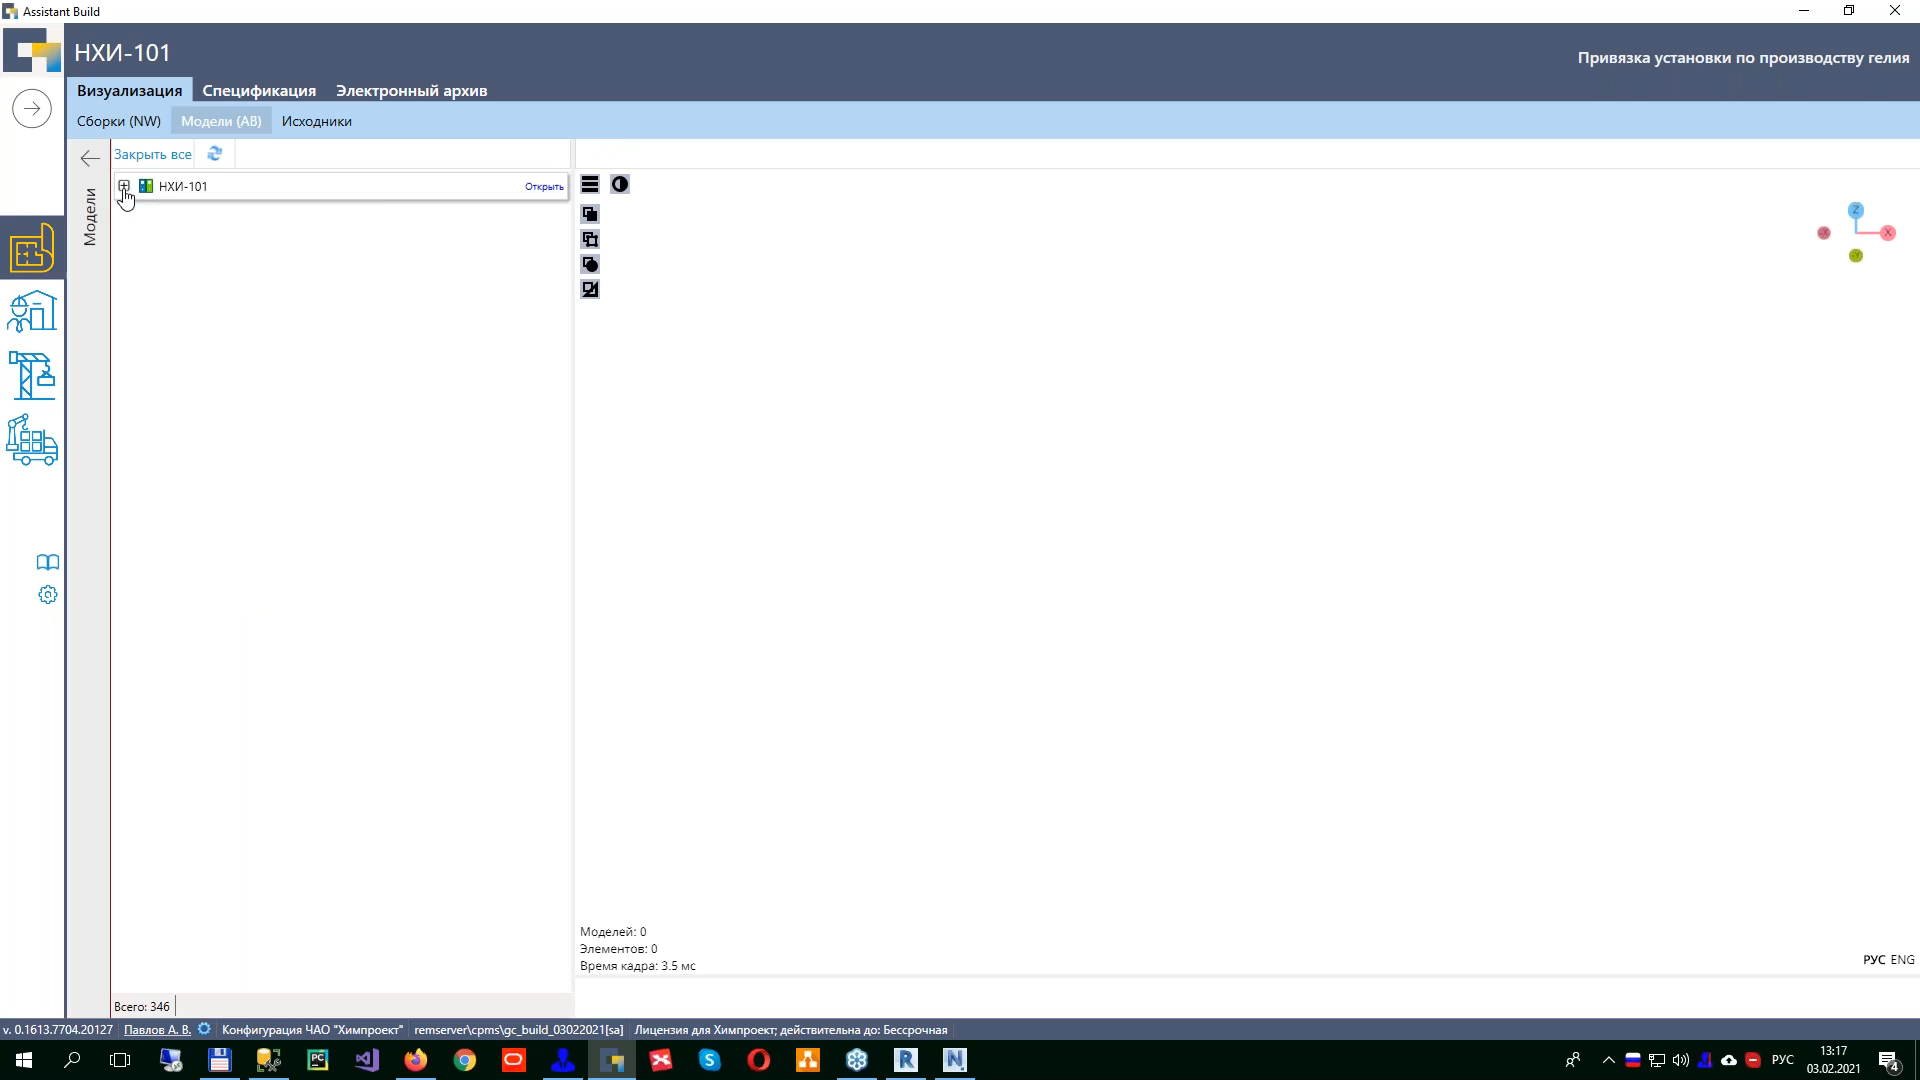 Assistant Build
НХИ-101
Привязка установки по производству гелия
Визуализация Спецификация Электронный архив
Сборки (NW) Модели (AB) Исходники
Закрыть все
Модели
НХИ-101 Открыть
Z
X
Моделей: 0
Элементов: 0
Время кадра: 3.5 мс
РУС ENG
Всего: 346
v. 0.1613.7704.20127 Павлов А. В. Конфигурация ЧАО "Химпроект" remserver\cpms\gc_build_03022021[sa] Лицензия для Химпроект; действительна до: Бессрочная
РУС
13:17
03.02.2021
4